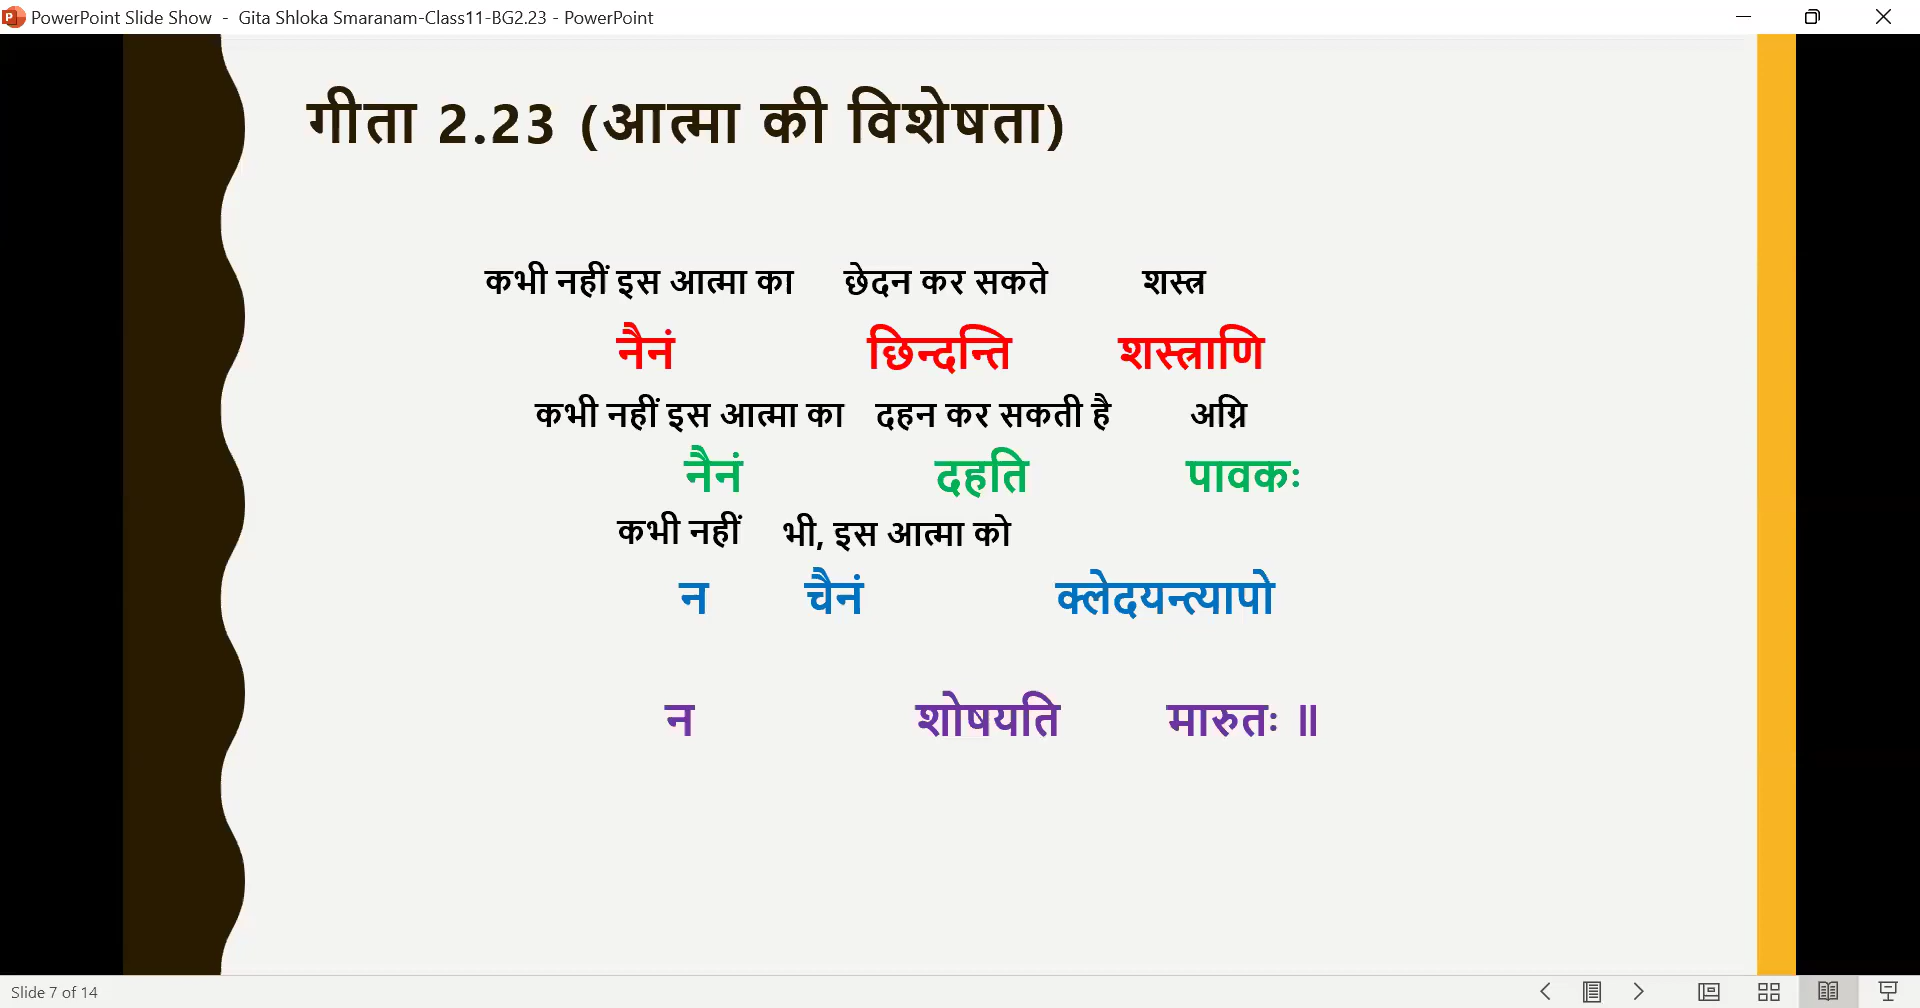 PowerPoint Slide Show - Gita Shloka Smaranam-Class11-BG2.23 - PowerPoint
गीता 2.23 (आत्मा की विशेषता)
कभी नहीं इस आत्मा का छेदन कर सकते शस्त्र
नैनं छिन्दन्ति शस्त्राणि
कभी नहीं इस आत्मा का दहन कर सकती है अग्नि
नैनं दहति पावकः
कभी नहीं भी, इस आत्मा को
न चैनं क्लेदयन्त्यापो
न शोषयति मारुतः ॥
Slide 7 of 14